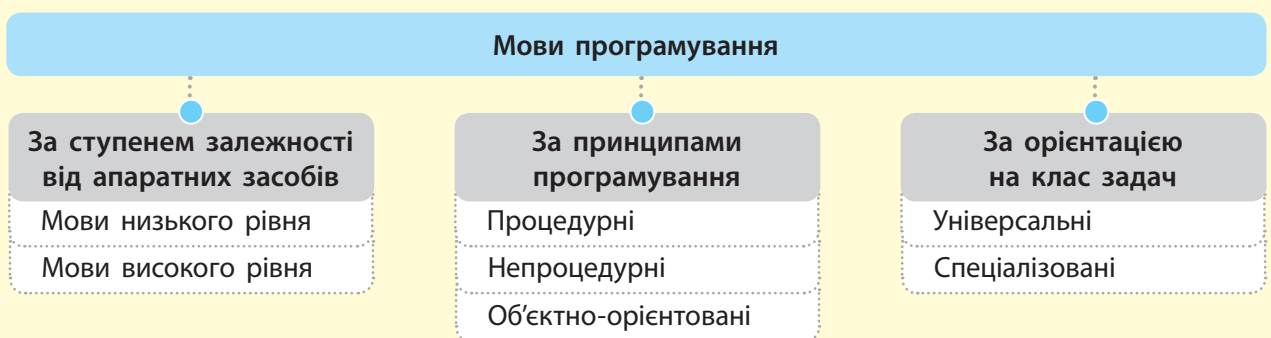 Мови програмування
За ступенем залежності
від апаратних засобів
Мови низького рівня
Мови високого рівня
За принципами
програмування
Процедурні
Непроцедурні
Об’єктно-орієнтовані
За орієнтацією
на клас задач
Універсальні
Спеціалізовані